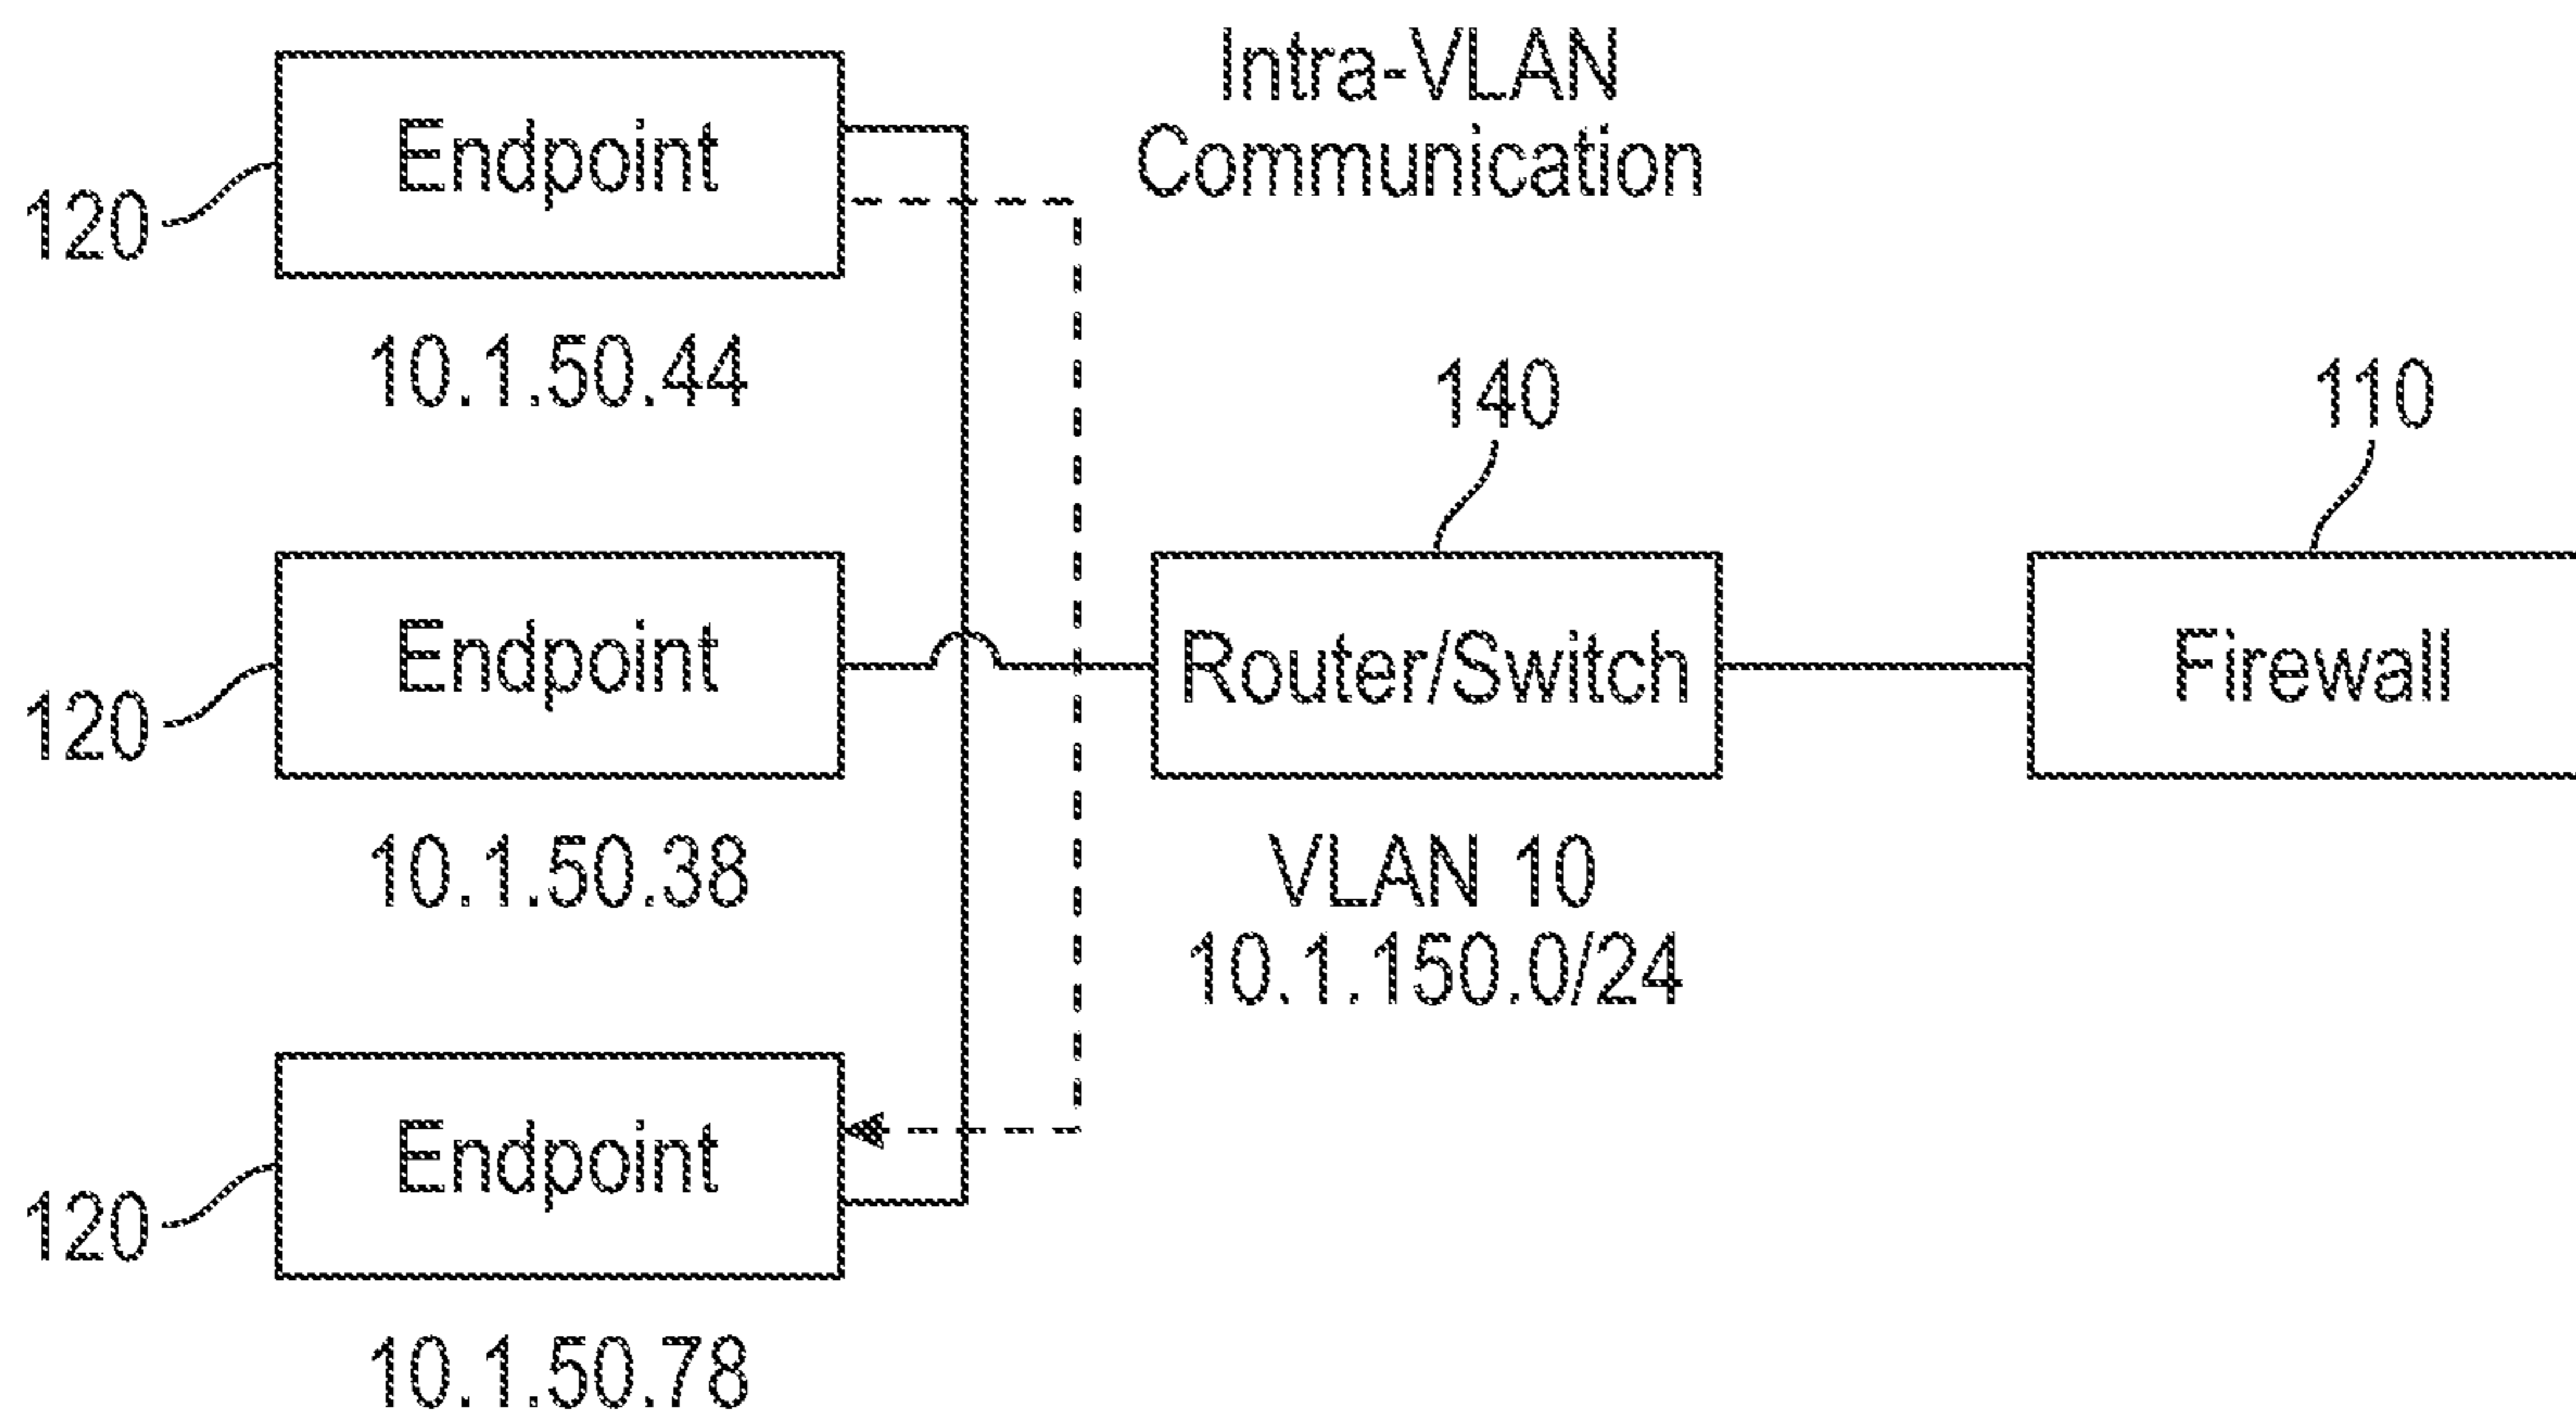 Intra-VLAN
Communication
Endpoint
120
10.1.50.44
140
110
Endpoint
Router/Switch
Firewall
120
10.1.50.38
VLAN 10
10.1.150.0/24
Endpoint
120
10.1.50.78